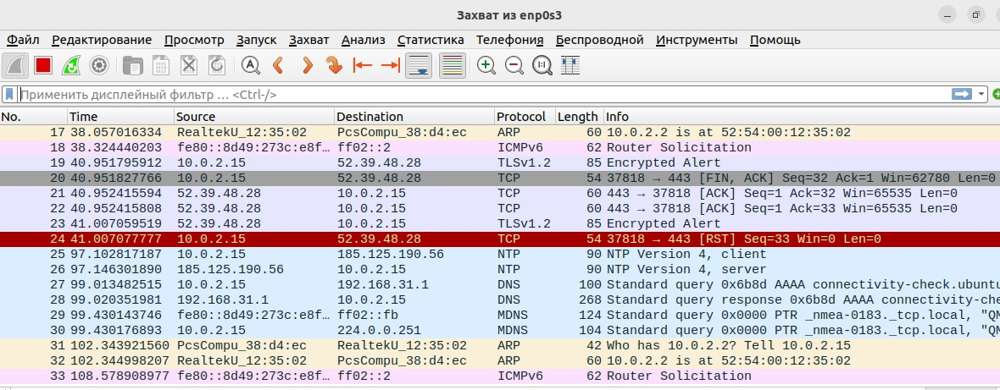 Захват из enp0s3
Файл Редактирование Просмотр Запуск Захват Анализ Статистика Телефония Беспроводной Инструменты Помощь
Применить дисплейный фильтр … <Ctrl-/>
No. Time Source Destination Protocol Length Info
17 38.057016334 RealtekU_12:35:02 PcsCompu_38:d4:ec ARP 60 10.0.2.2 is at 52:54:00:12:35:02
18 38.324440203 fe80::8d49:273c:e8f… ff02::2 ICMPv6 62 Router Solicitation
19 40.951795912 10.0.2.15 52.39.48.28 TLSv1.2 85 Encrypted Alert
20 40.951827766 10.0.2.15 52.39.48.28 TCP 54 37818 → 443 [FIN, ACK] Seq=32 Ack=1 Win=62780 Len=0
21 40.952415594 52.39.48.28 10.0.2.15 TCP 60 443 → 37818 [ACK] Seq=1 Ack=32 Win=65535 Len=0
22 40.952415808 52.39.48.28 10.0.2.15 TCP 60 443 → 37818 [ACK] Seq=1 Ack=33 Win=65535 Len=0
23 41.007059519 52.39.48.28 10.0.2.15 TLSv1.2 85 Encrypted Alert
24 41.007077777 10.0.2.15 52.39.48.28 TCP 54 37818 → 443 [RST] Seq=33 Win=0 Len=0
25 97.102817187 10.0.2.15 185.125.190.56 NTP 90 NTP Version 4, client
26 97.146301890 185.125.190.56 10.0.2.15 NTP 90 NTP Version 4, server
27 99.013482515 10.0.2.15 192.168.31.1 DNS 100 Standard query 0x6b8d AAAA connectivity-check.ubuntu
28 99.020351981 192.168.31.1 10.0.2.15 DNS 268 Standard query response 0x6b8d AAAA connectivity-che
29 99.430143746 fe80::8d49:273c:e8f… ff02::fb MDNS 124 Standard query 0x0000 PTR _nmea-0183._tcp.local, "QM
30 99.430176893 10.0.2.15 224.0.0.251 MDNS 104 Standard query 0x0000 PTR _nmea-0183._tcp.local, "QM
31 102.343921560 PcsCompu_38:d4:ec RealtekU_12:35:02 ARP 42 Who has 10.0.2.2? Tell 10.0.2.15
32 102.344998207 RealtekU_12:35:02 PcsCompu_38:d4:ec ARP 60 10.0.2.2 is at 52:54:00:12:35:02
33 108.578908977 fe80::8d49:273c:e8f… ff02::2 ICMPv6 62 Router Solicitation